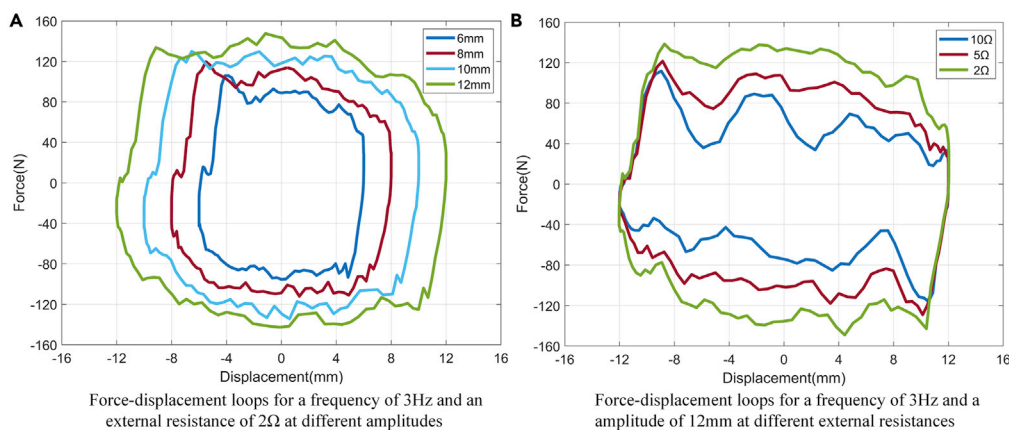 A
160
120
80
40
0
-40
-80
-120
-160
Force(N)
-16
-12
-8
-4
0
4
8
12
16
Displacement(mm)
6mm
8mm
10mm
12mm
Force-displacement loops for a frequency of 3Hz and an
external resistance of 2Ω at different amplitudes
B
160
120
80
40
0
-40
-80
-120
-160
Force(N)
-16
-12
-8
-4
0
4
8
12
16
Displacement(mm)
10Ω
5Ω
2Ω
Force-displacement loops for a frequency of 3Hz and a
amplitude of 12mm at different external resistances